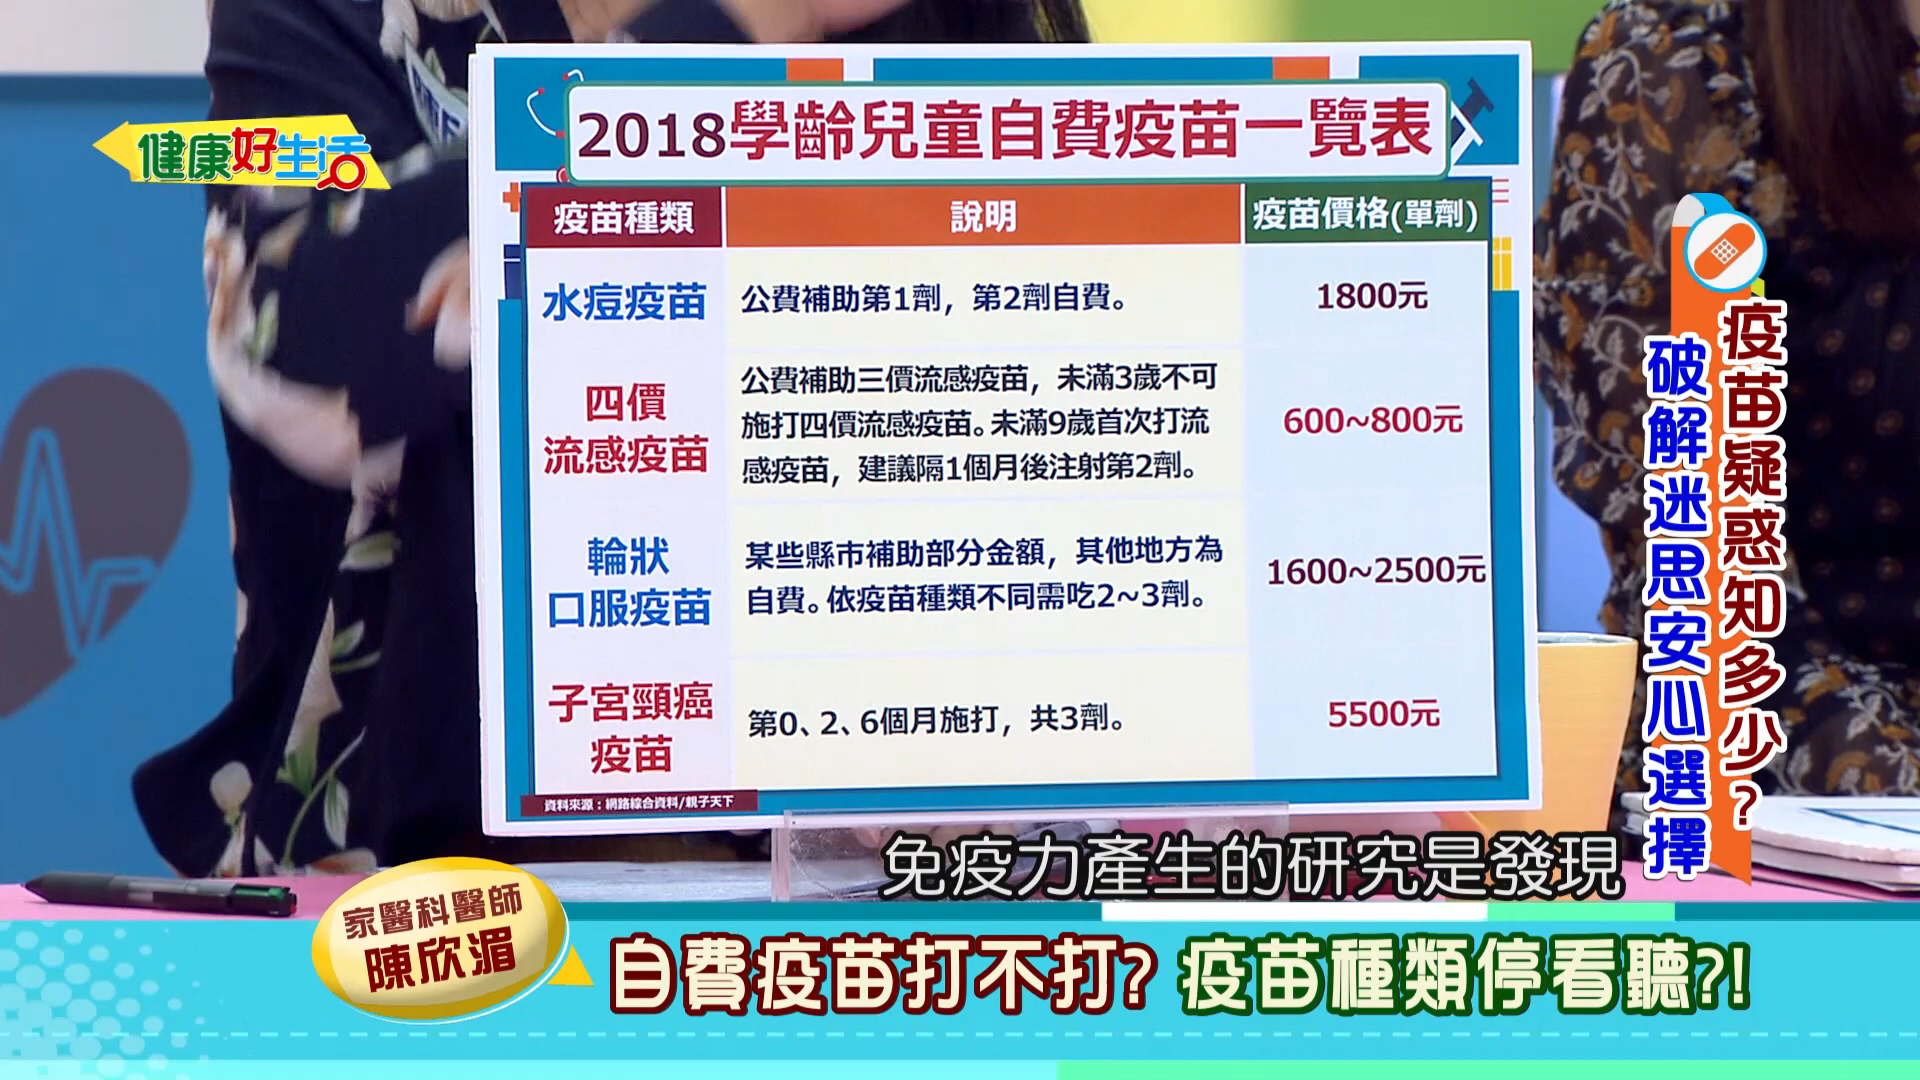 健康好生活
2018學齡兒童自費疫苗一覽表
疫苗種類
說明
疫苗價格(單劑)
水痘疫苗
公費補助第1劑，第2劑自費。
1800元
四價
流感疫苗
公費補助三價流感疫苗，未滿3歲不可
施打四價流感疫苗。未滿9歲首次打流
感疫苗，建議隔1個月後注射第2劑。
600~800元
輪狀
口服疫苗
某些縣市補助部分金額，其他地方為
自費。依疫苗種類不同需吃2~3劑。
1600~2500元
子宮頸癌
疫苗
第0、2、6個月施打，共3劑。
5500元
資料來源：網路綜合資料/親子天下
疫苗疑惑知多少?
破解迷思安心選擇
免疫力產生的研究是發現
家醫科醫師
陳欣湄
自費疫苗打不打? 疫苗種類停看聽?!